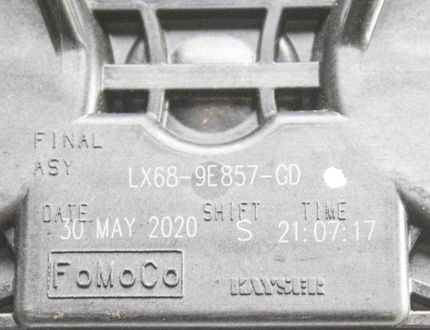 FINAL
ASY LX68-9E857-GD
DATE SHIFT TIME
30 MAY 2020 S 21:07:17
FoMoCo KAYSER